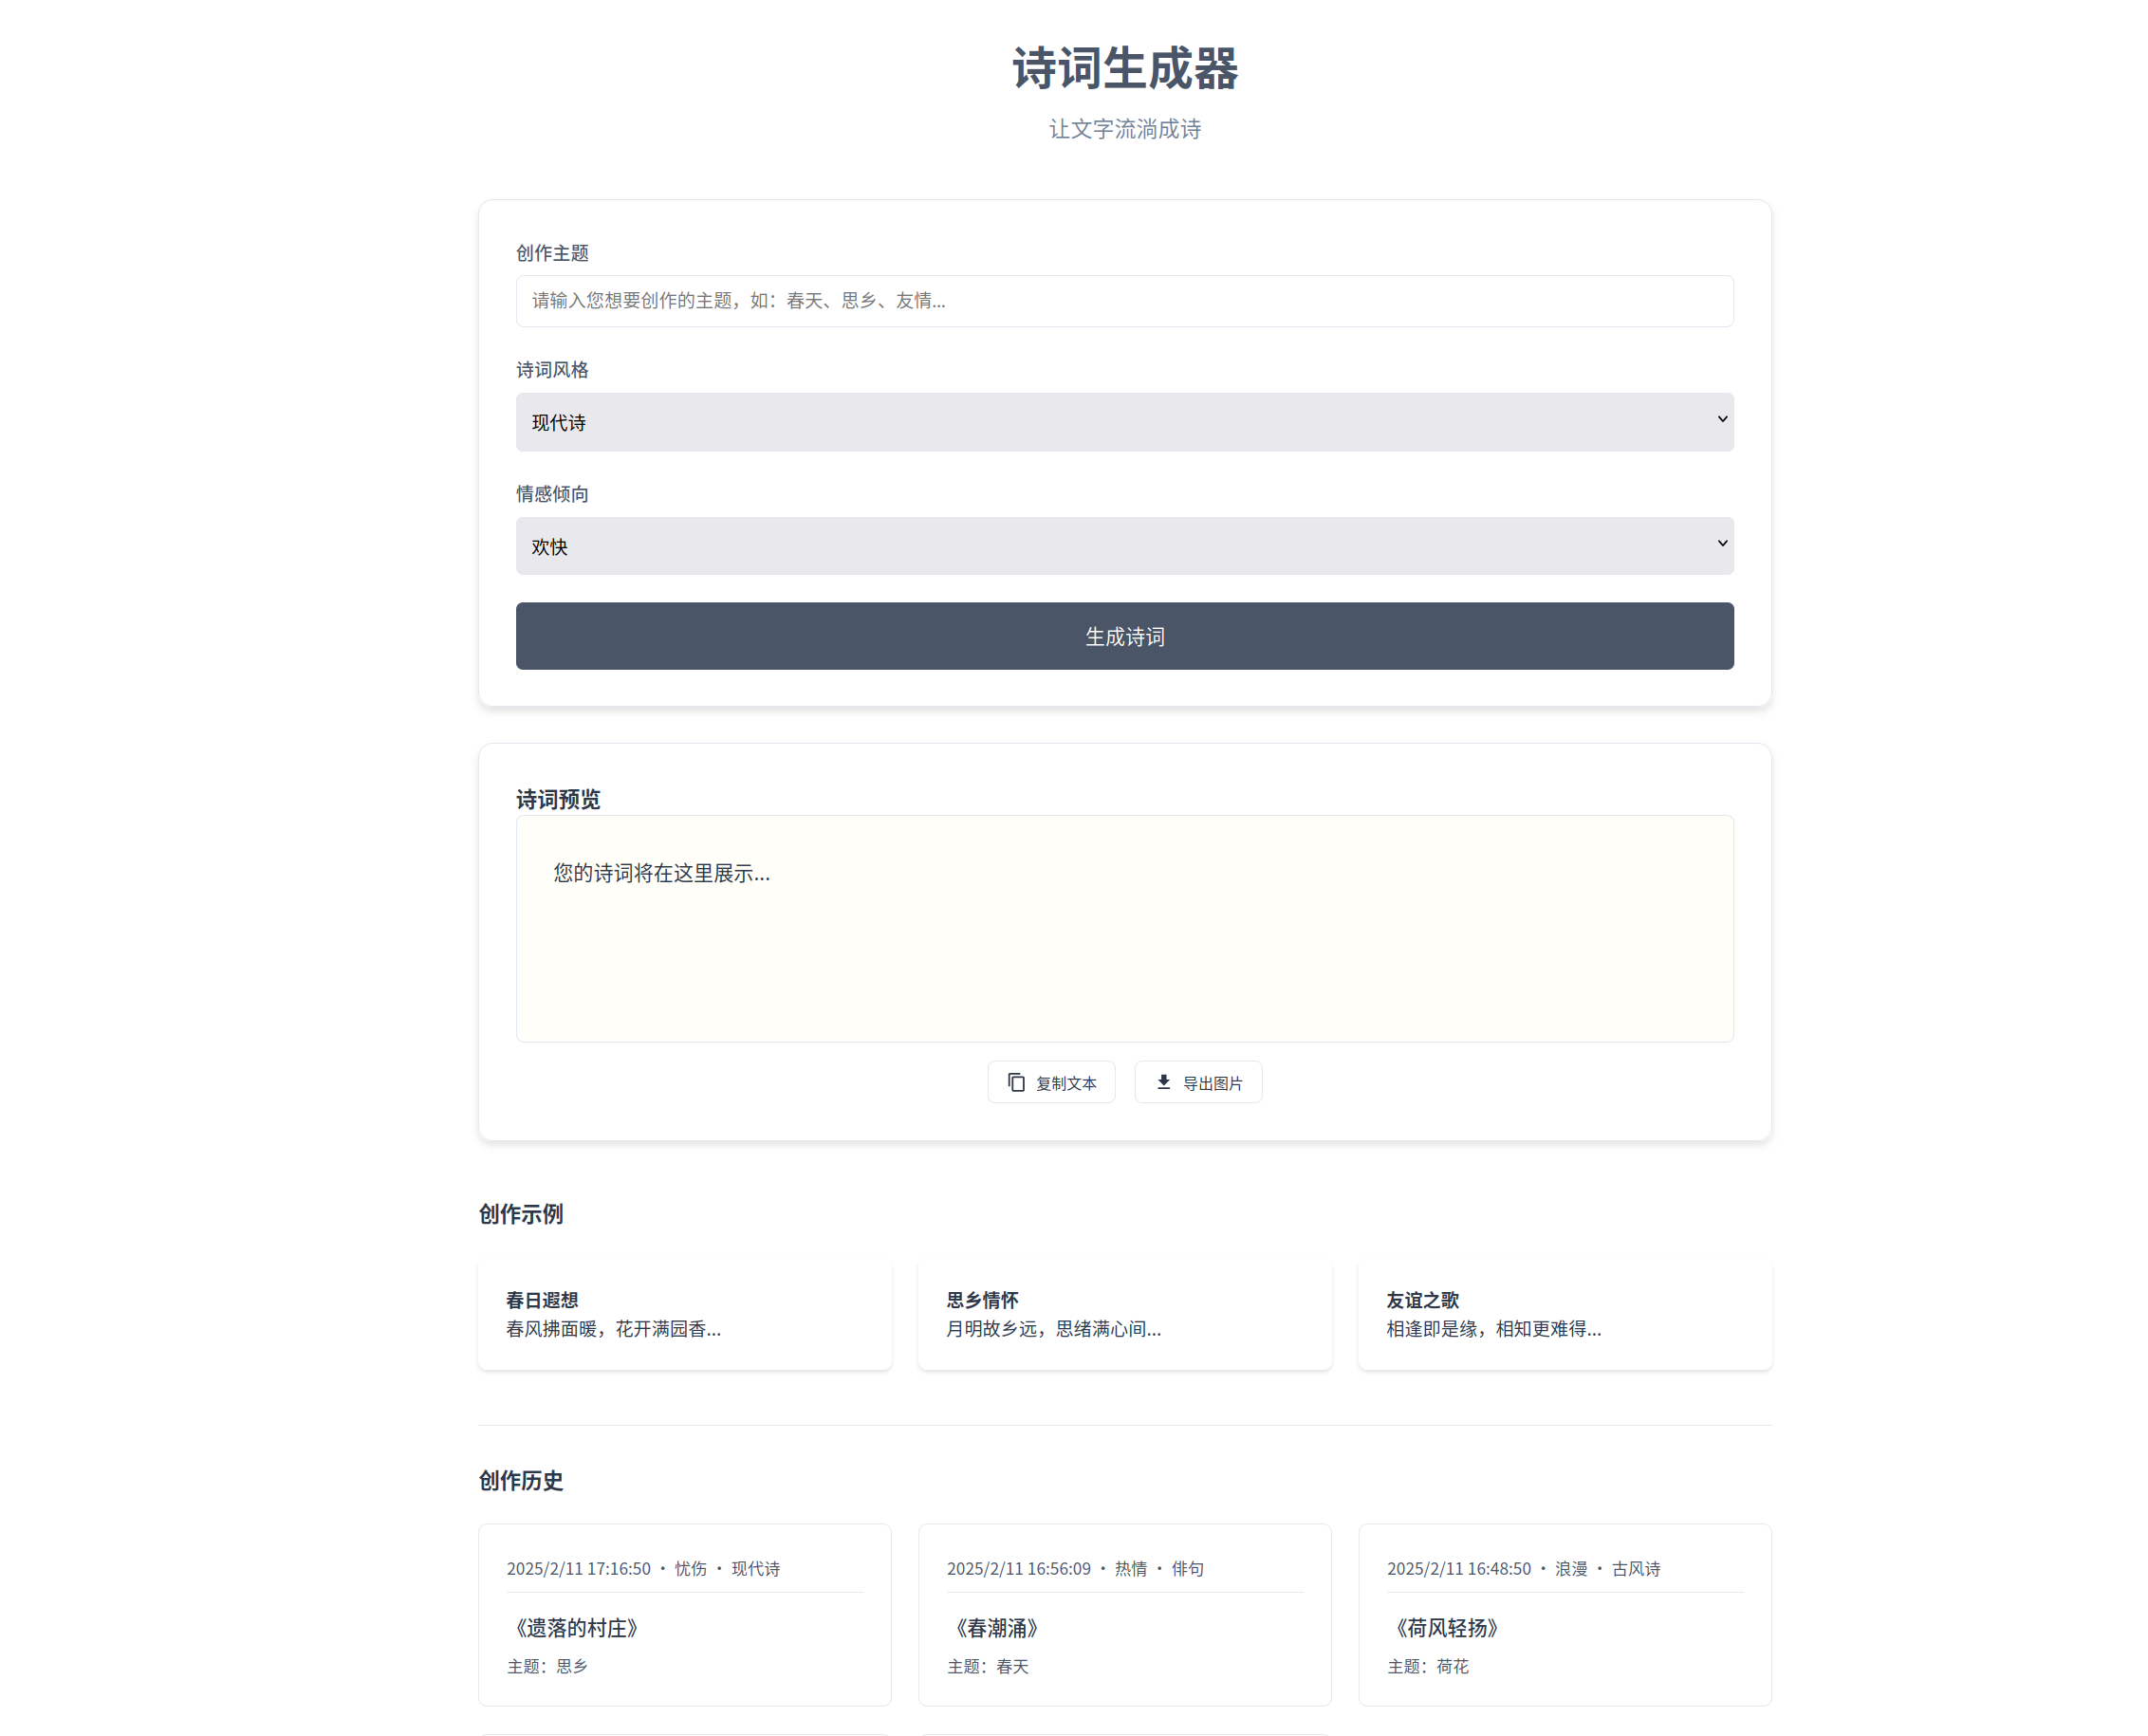 诗词生成器
让文字流淌成诗
创作主题
请输入您想要创作的主题，如：春天、思乡、友情...
诗词风格
现代诗
情感倾向
欢快
生成诗词
诗词预览
您的诗词将在这里展示...
复制文本
导出图片
创作示例
春日遐想
春风拂面暖，花开满园香...
思乡情怀
月明故乡远，思绪满心间...
友谊之歌
相逢即是缘，相知更难得...
创作历史
2025/2/11 17:16:50 • 忧伤 • 现代诗
《遗落的村庄》
主题：思乡
2025/2/11 16:56:09 • 热情 • 俳句
《春潮涌》
主题：春天
2025/2/11 16:48:50 • 浪漫 • 古风诗
《荷风轻扬》
主题：荷花